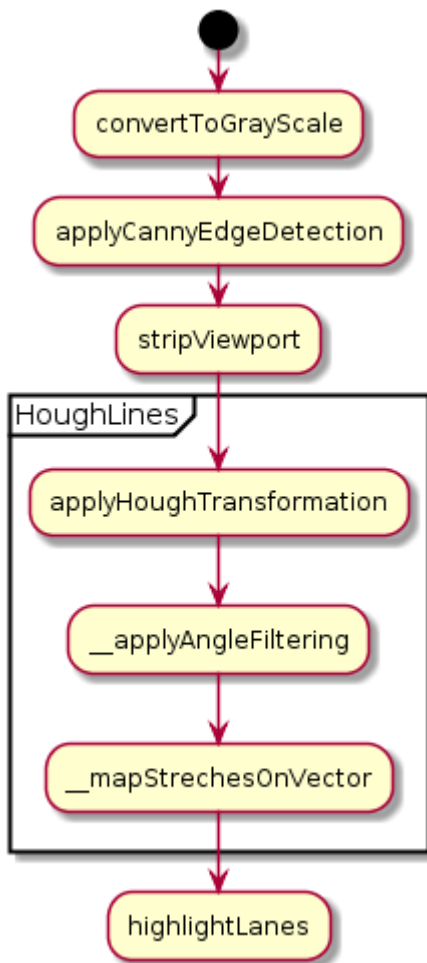 convertToGrayScale
applyCannyEdgeDetection
stripViewport
HoughLines
applyHoughTransformation
__applyAngleFiltering
__mapStrechesOnVector
highlightLanes